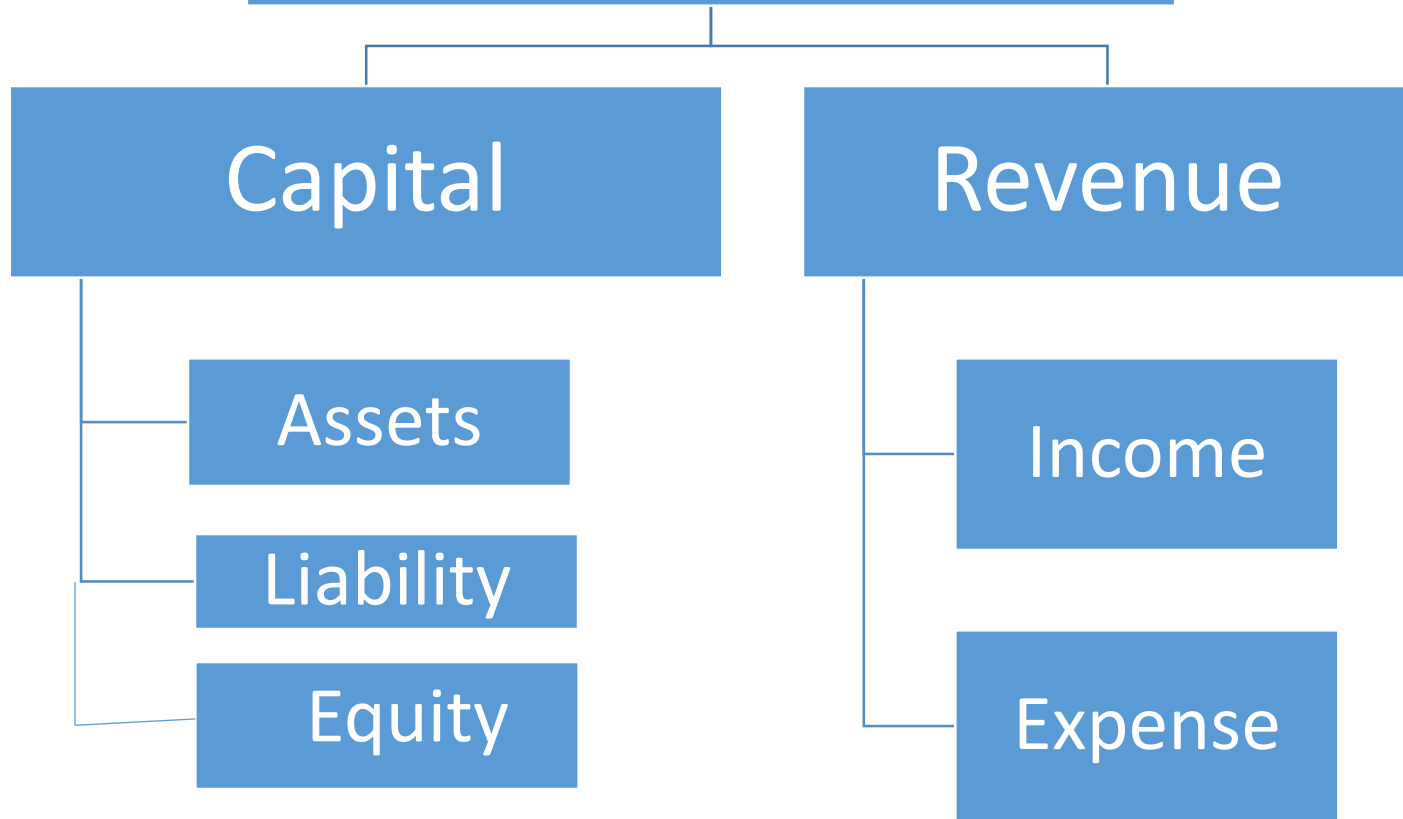 Capital
Assets
Liability
Equity
Revenue
Income
Expense